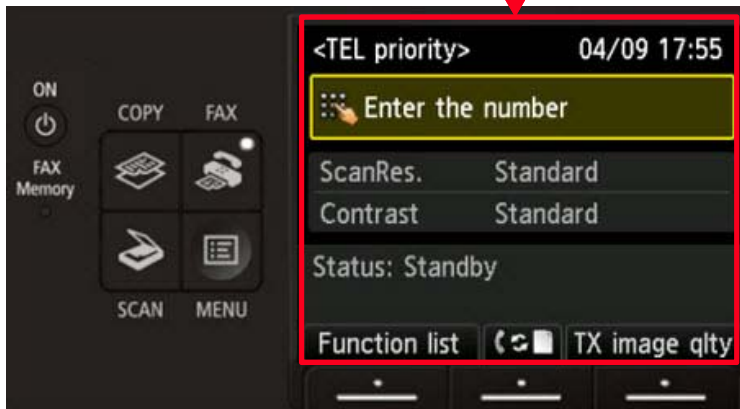 ON
COPY FAX
FAX
Memory
SCAN MENU
<TEL priority> 04/09 17:55
Enter the number
ScanRes. Standard
Contrast Standard
Status: Standby
Function list TX image qlty